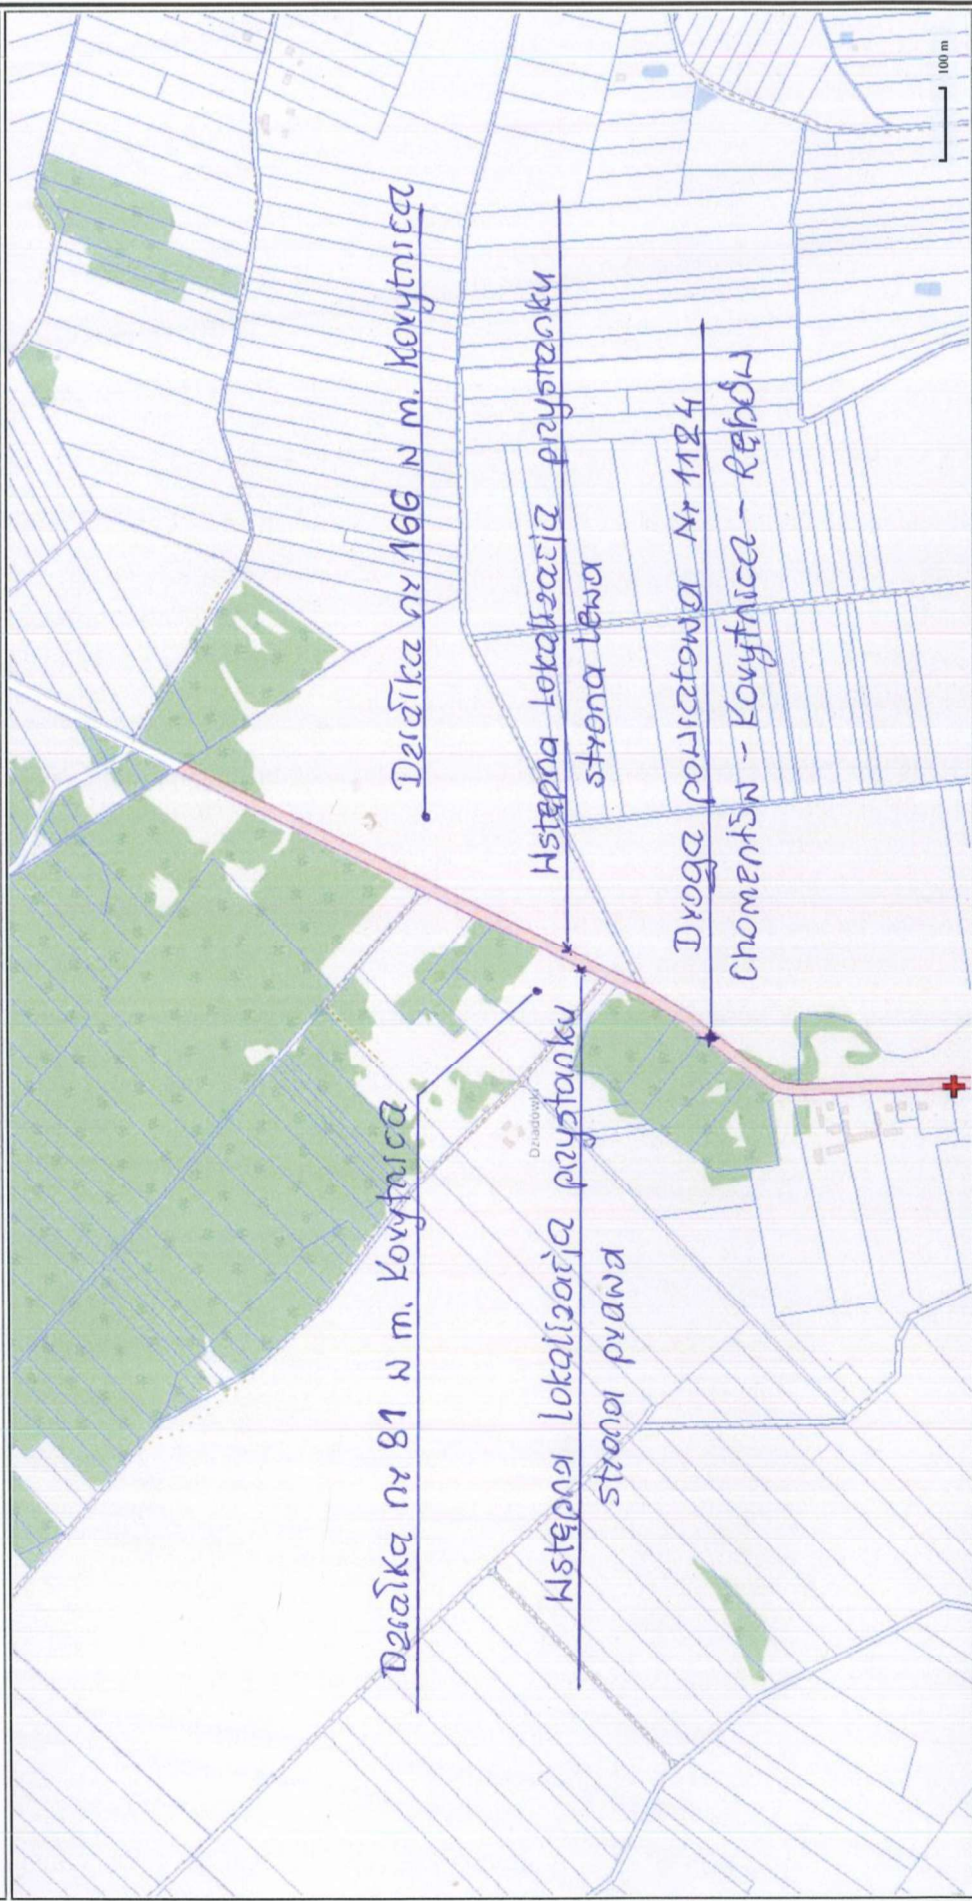 Działka nr 81 w m. Korytnica
Wstępna lokalizacja przystanku
strona prawa
Dziadówki
Działka nr 166 w m. Korytnica
Wstępna lokalizacja przystanku
strona lewa
Droga powiatowa Nr 1124
Chomentów - Korytnica - Rębów
100 m